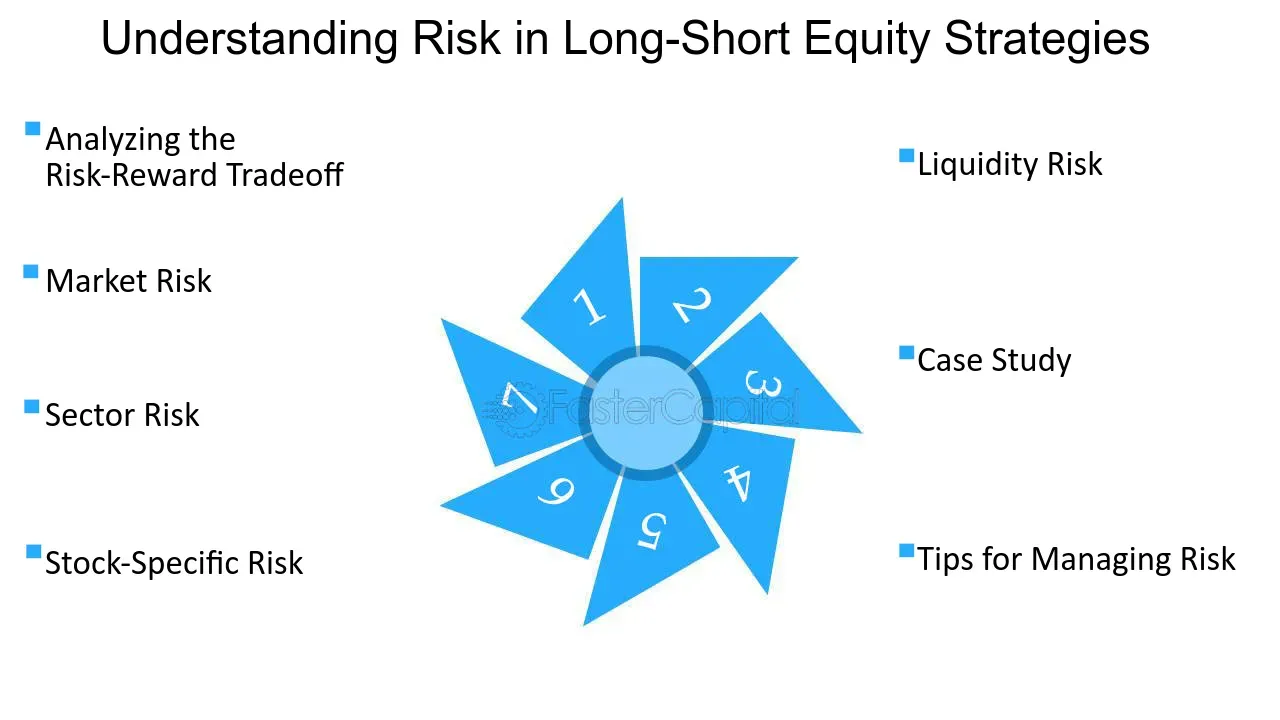 Understanding Risk in Long-Short Equity Strategies
Analyzing the
Risk-Reward Tradeoff
Market Risk
Sector Risk
Stock-Specific Risk
Liquidity Risk
Case Study
Tips for Managing Risk
1
2
3
4
5
6
7
FasterCapital